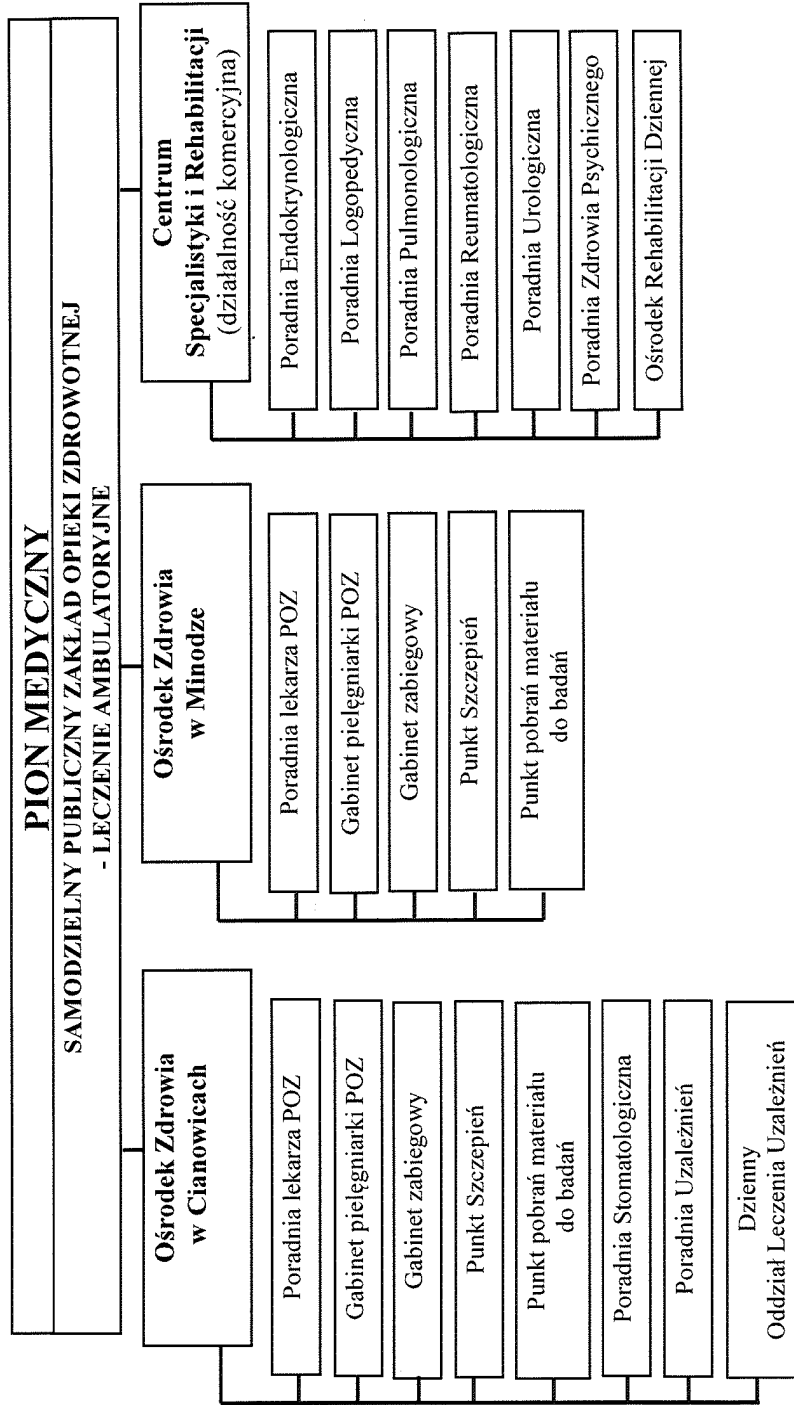 PION MEDYCZNY
SAMODZIELNY PUBLICZNY ZAKŁAD OPIEKI ZDROWOTNEJ
- LECZENIE AMBULATORYJNE
Ośrodek Zdrowia
w Cianowicach
Poradnia lekarza POZ
Gabinet pielęgniarki POZ
Gabinet zabiegowy
Punkt Szczepień
Punkt pobrań materiału
do badań
Poradnia Stomatologiczna
Poradnia Uzależnień
Dzienny
Oddział Leczenia Uzależnień
Ośrodek Zdrowia
w Minodze
Poradnia lekarza POZ
Gabinet pielęgniarki POZ
Gabinet zabiegowy
Punkt Szczepień
Punkt pobrań materiału
do badań
Centrum
Specjalistyki i Rehabilitacji
(działalność komercyjna)
Poradnia Endokrynologiczna
Poradnia Logopedyczna
Poradnia Pulmonologiczna
Poradnia Reumatologiczna
Poradnia Urologiczna
Poradnia Zdrowia Psychicznego
Ośrodek Rehabilitacji Dziennej